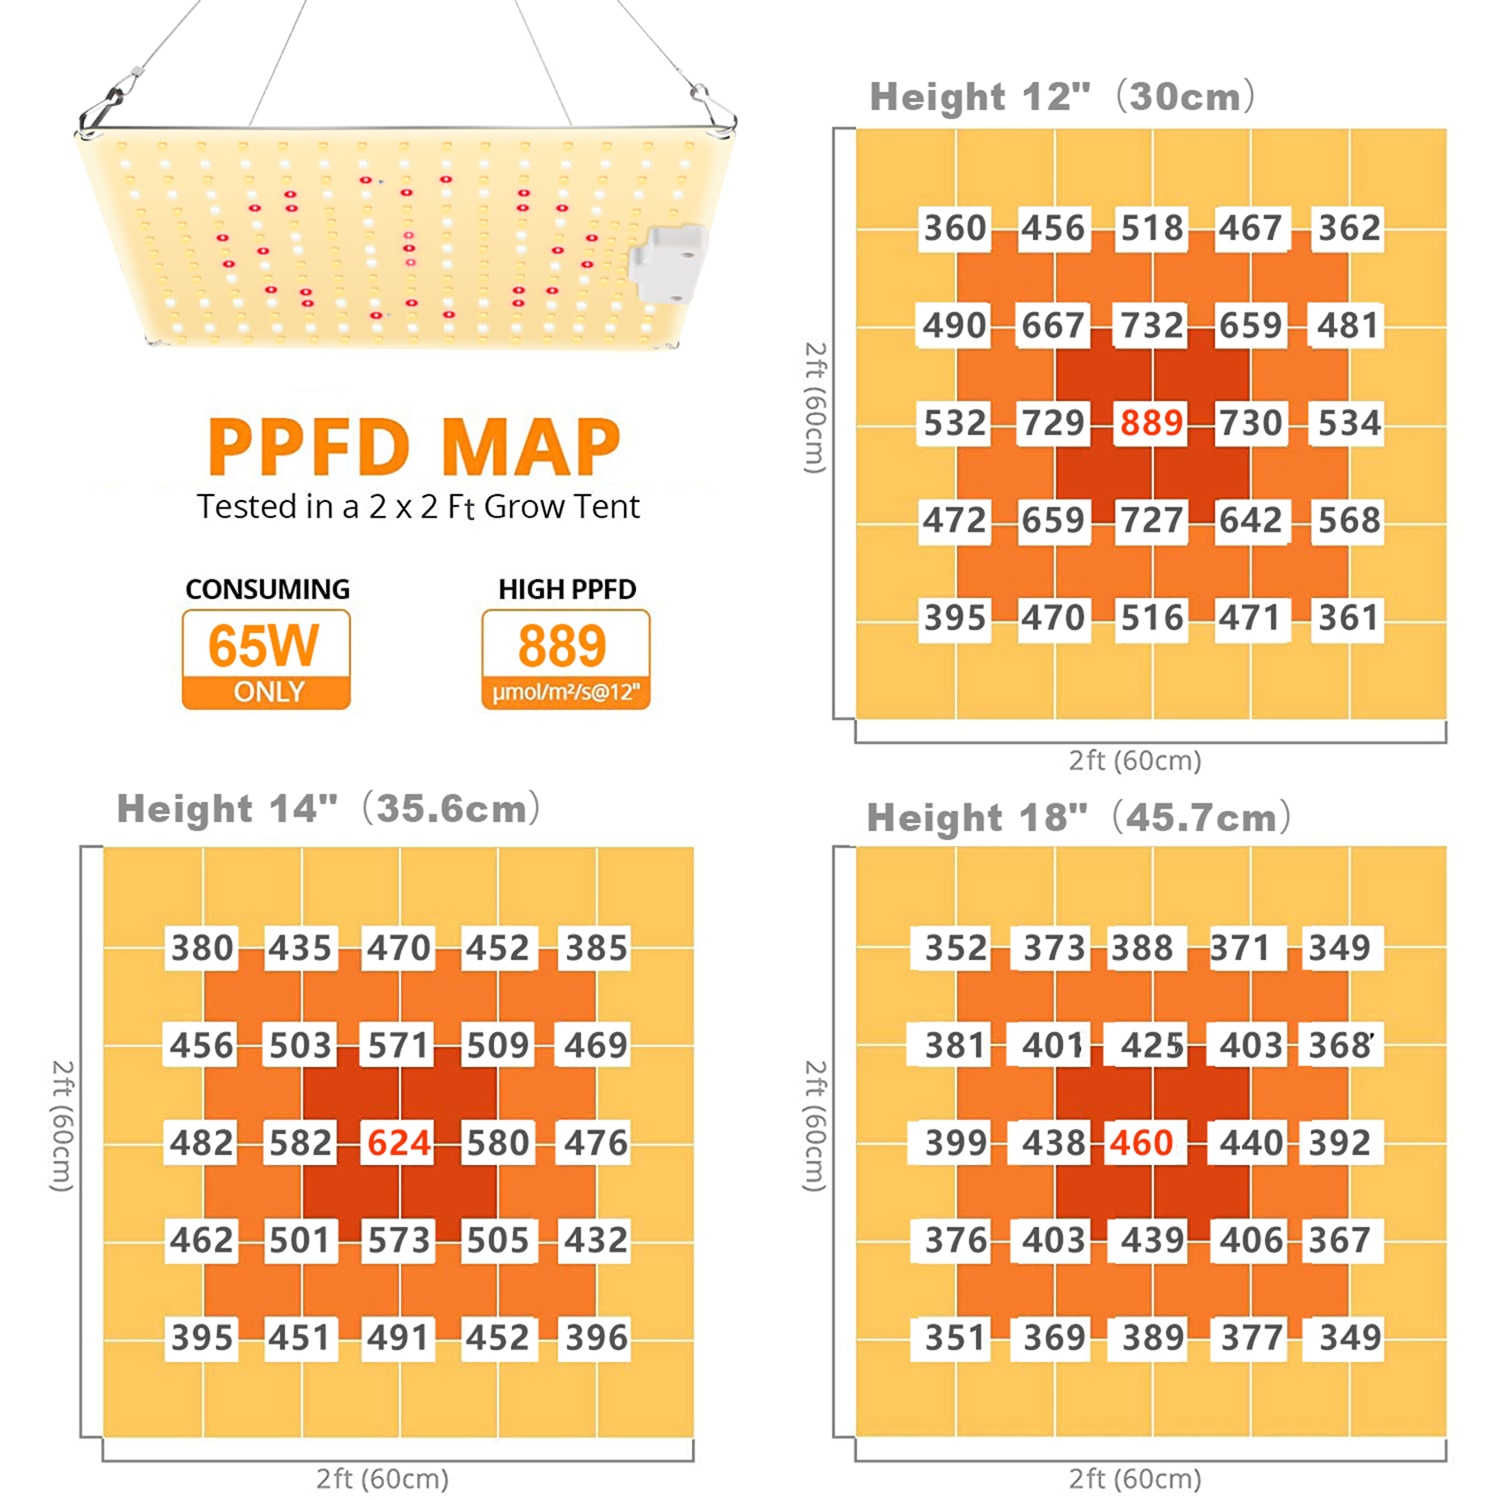 Height 12" (30cm)
360 456 518 467 362
490 667 732 659 481
532 729 889 730 534
472 659 727 642 568
395 470 516 471 361
2ft (60cm)
2ft (60cm)
PPFD MAP
Tested in a 2 x 2 Ft Grow Tent
CONSUMING
65W
ONLY
HIGH PPFD
889
μmol/m²/s@12"
Height 14" (35.6cm)
380 435 470 452 385
456 503 571 509 469
482 582 624 580 476
462 501 573 505 432
395 451 491 452 396
2ft (60cm)
2ft (60cm)
Height 18" (45.7cm)
352 373 388 371 349
381 401 425 403 368
399 438 460 440 392
376 403 439 406 367
351 369 389 377 349
2ft (60cm)
2ft (60cm)